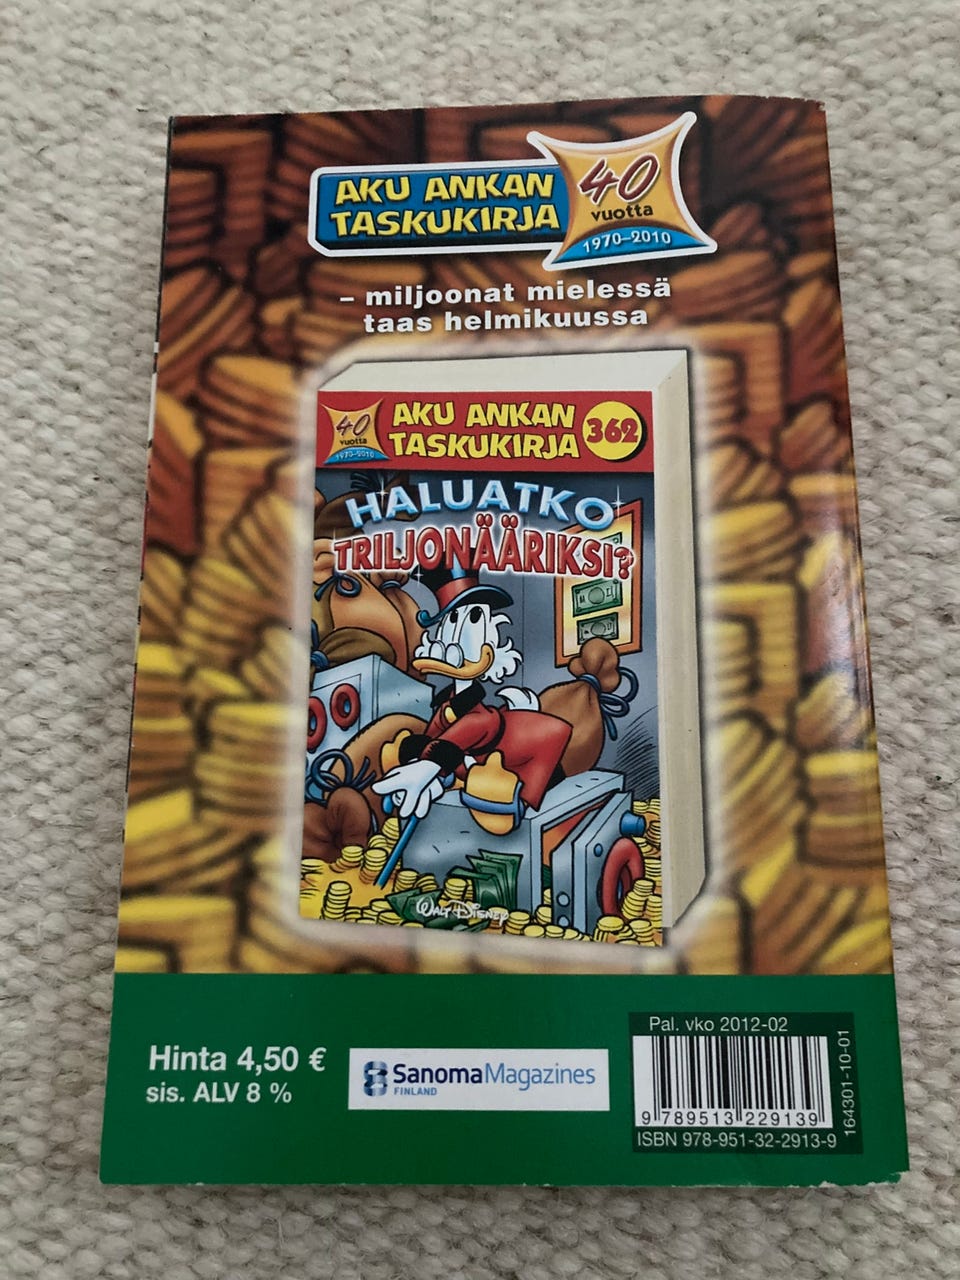 AKU ANKAN
TASKUKIRJA
40
vuotta
1970–2010
– miljoonat mielessä
taas helmikuussa
40
vuotta
1970–2010
AKU ANKAN
TASKUKIRJA
362
HALUATKO
TRILJONÄÄRIKSI?
WALT DISNEY
Hinta 4,50 €
sis. ALV 8 %
SanomaMagazines
FINLAND
Pal. vko 2012-02
9 789513 229139
ISBN 978-951-32-2913-9
164301-10-01